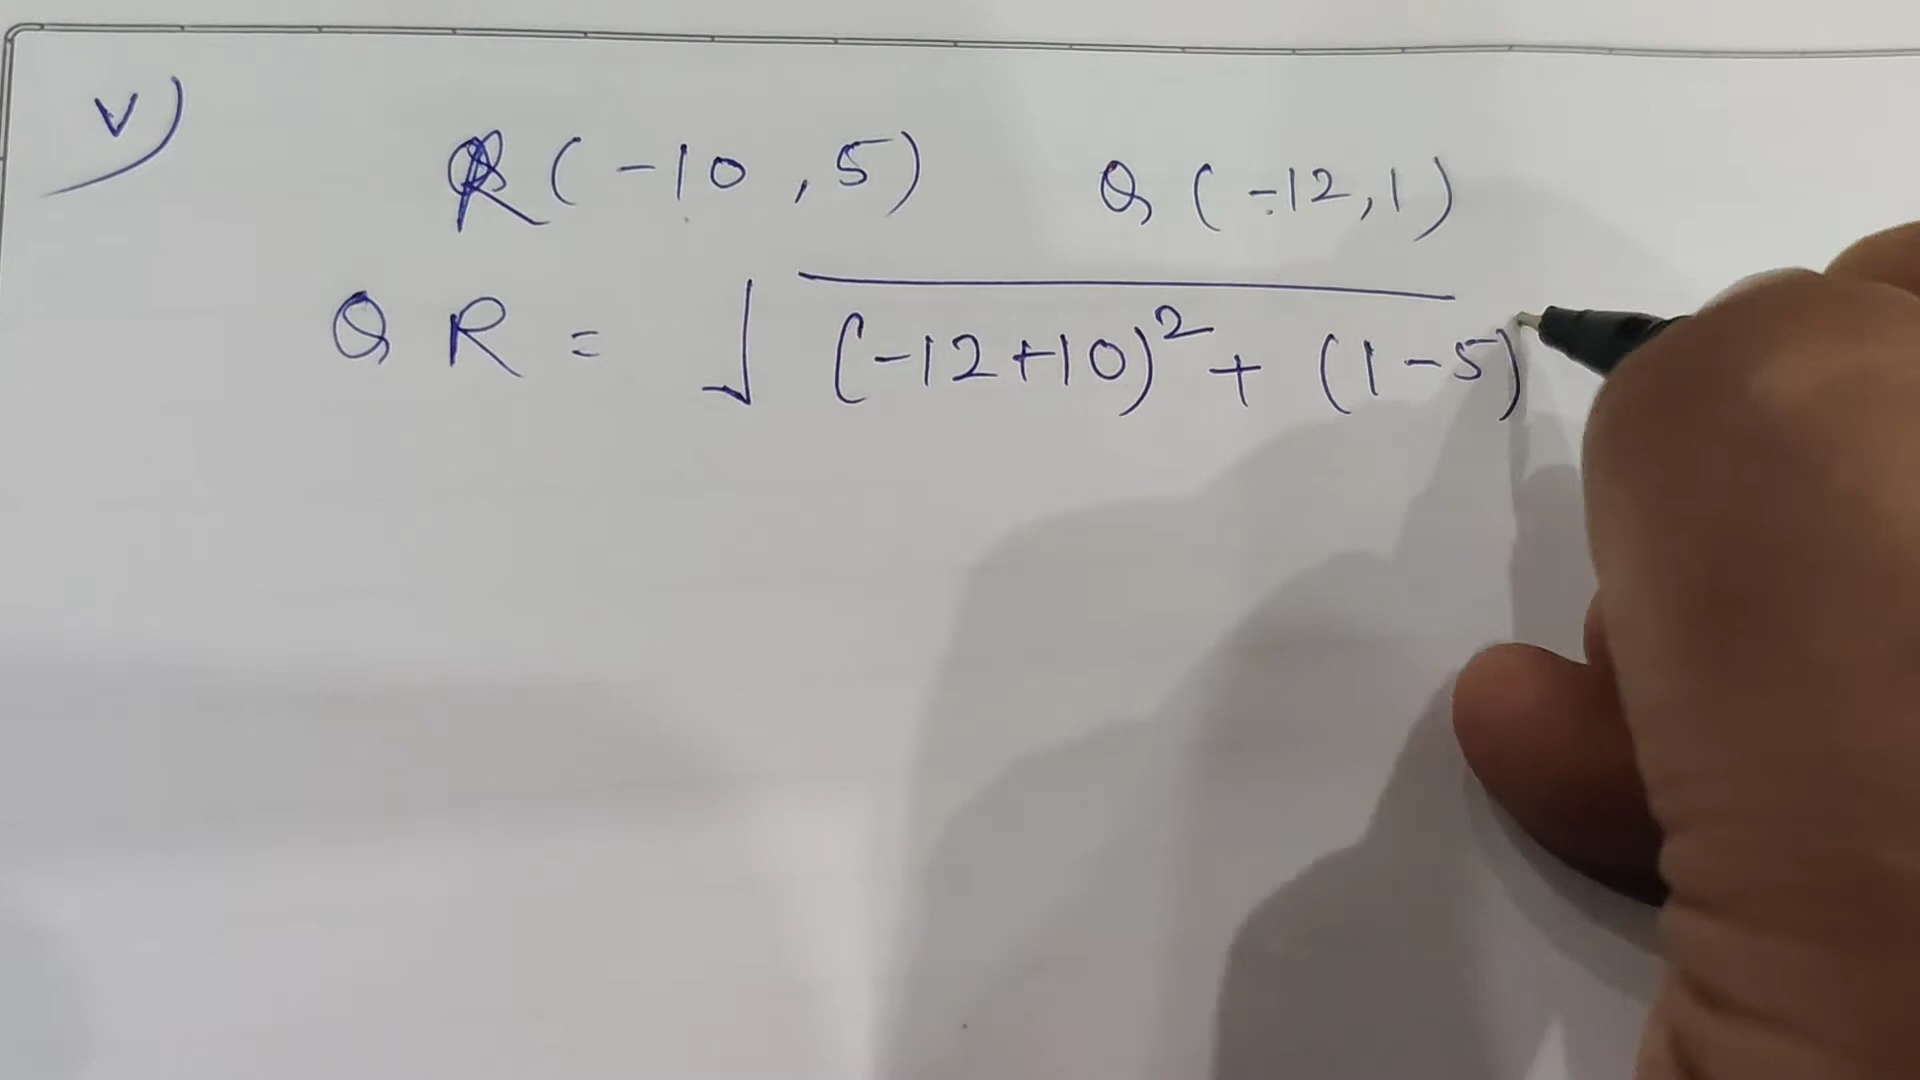 v)
R(-10,5) Q(-12,1)
QR = √(-12+10)² + (1-5)